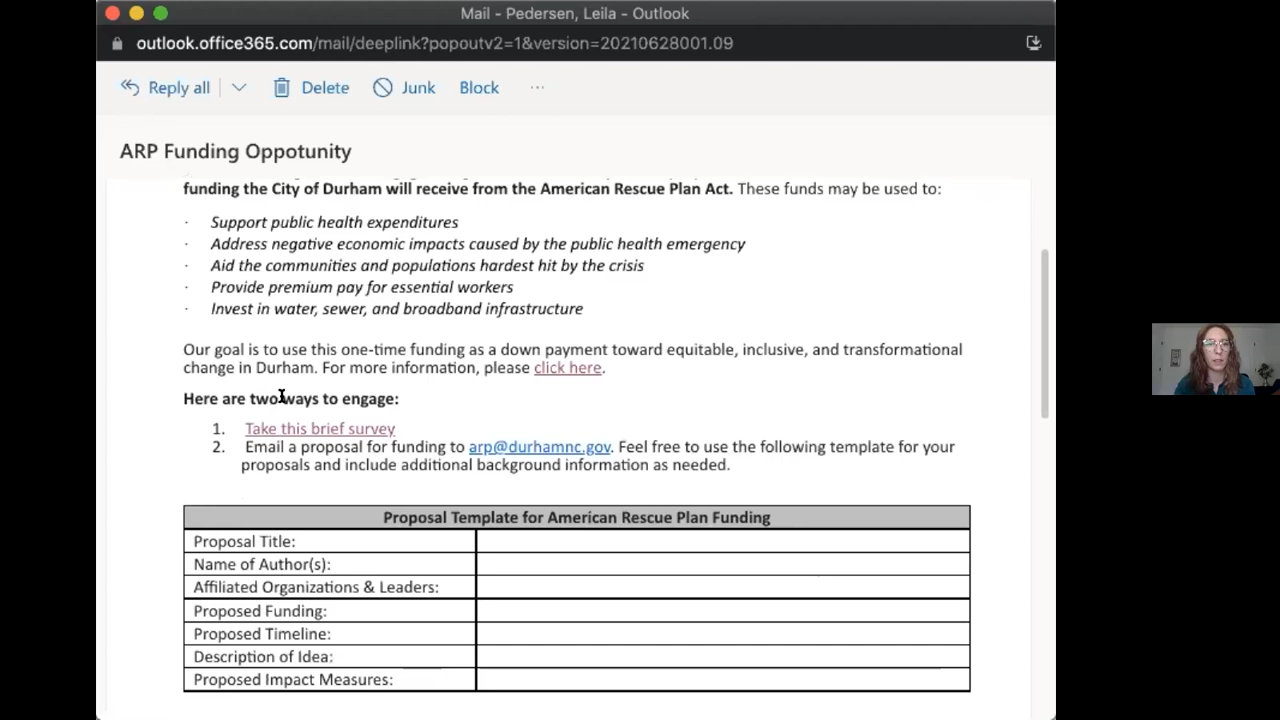 Mail - Pedersen, Leila - Outlook
outlook.office365.com/mail/deeplink?popoutv2=1&version=20210628001.09
Reply all Delete Junk Block ...
ARP Funding Oppotunity
funding the City of Durham will receive from the American Rescue Plan Act. These funds may be used to:
· Support public health expenditures
· Address negative economic impacts caused by the public health emergency
· Aid the communities and populations hardest hit by the crisis
· Provide premium pay for essential workers
· Invest in water, sewer, and broadband infrastructure
Our goal is to use this one-time funding as a down payment toward equitable, inclusive, and transformational
change in Durham. For more information, please click here.
Here are two ways to engage:
1. Take this brief survey
2. Email a proposal for funding to arp@durhamnc.gov. Feel free to use the following template for your
proposals and include additional background information as needed.
Proposal Template for American Rescue Plan Funding
Proposal Title:
Name of Author(s):
Affiliated Organizations & Leaders:
Proposed Funding:
Proposed Timeline:
Description of Idea:
Proposed Impact Measures: